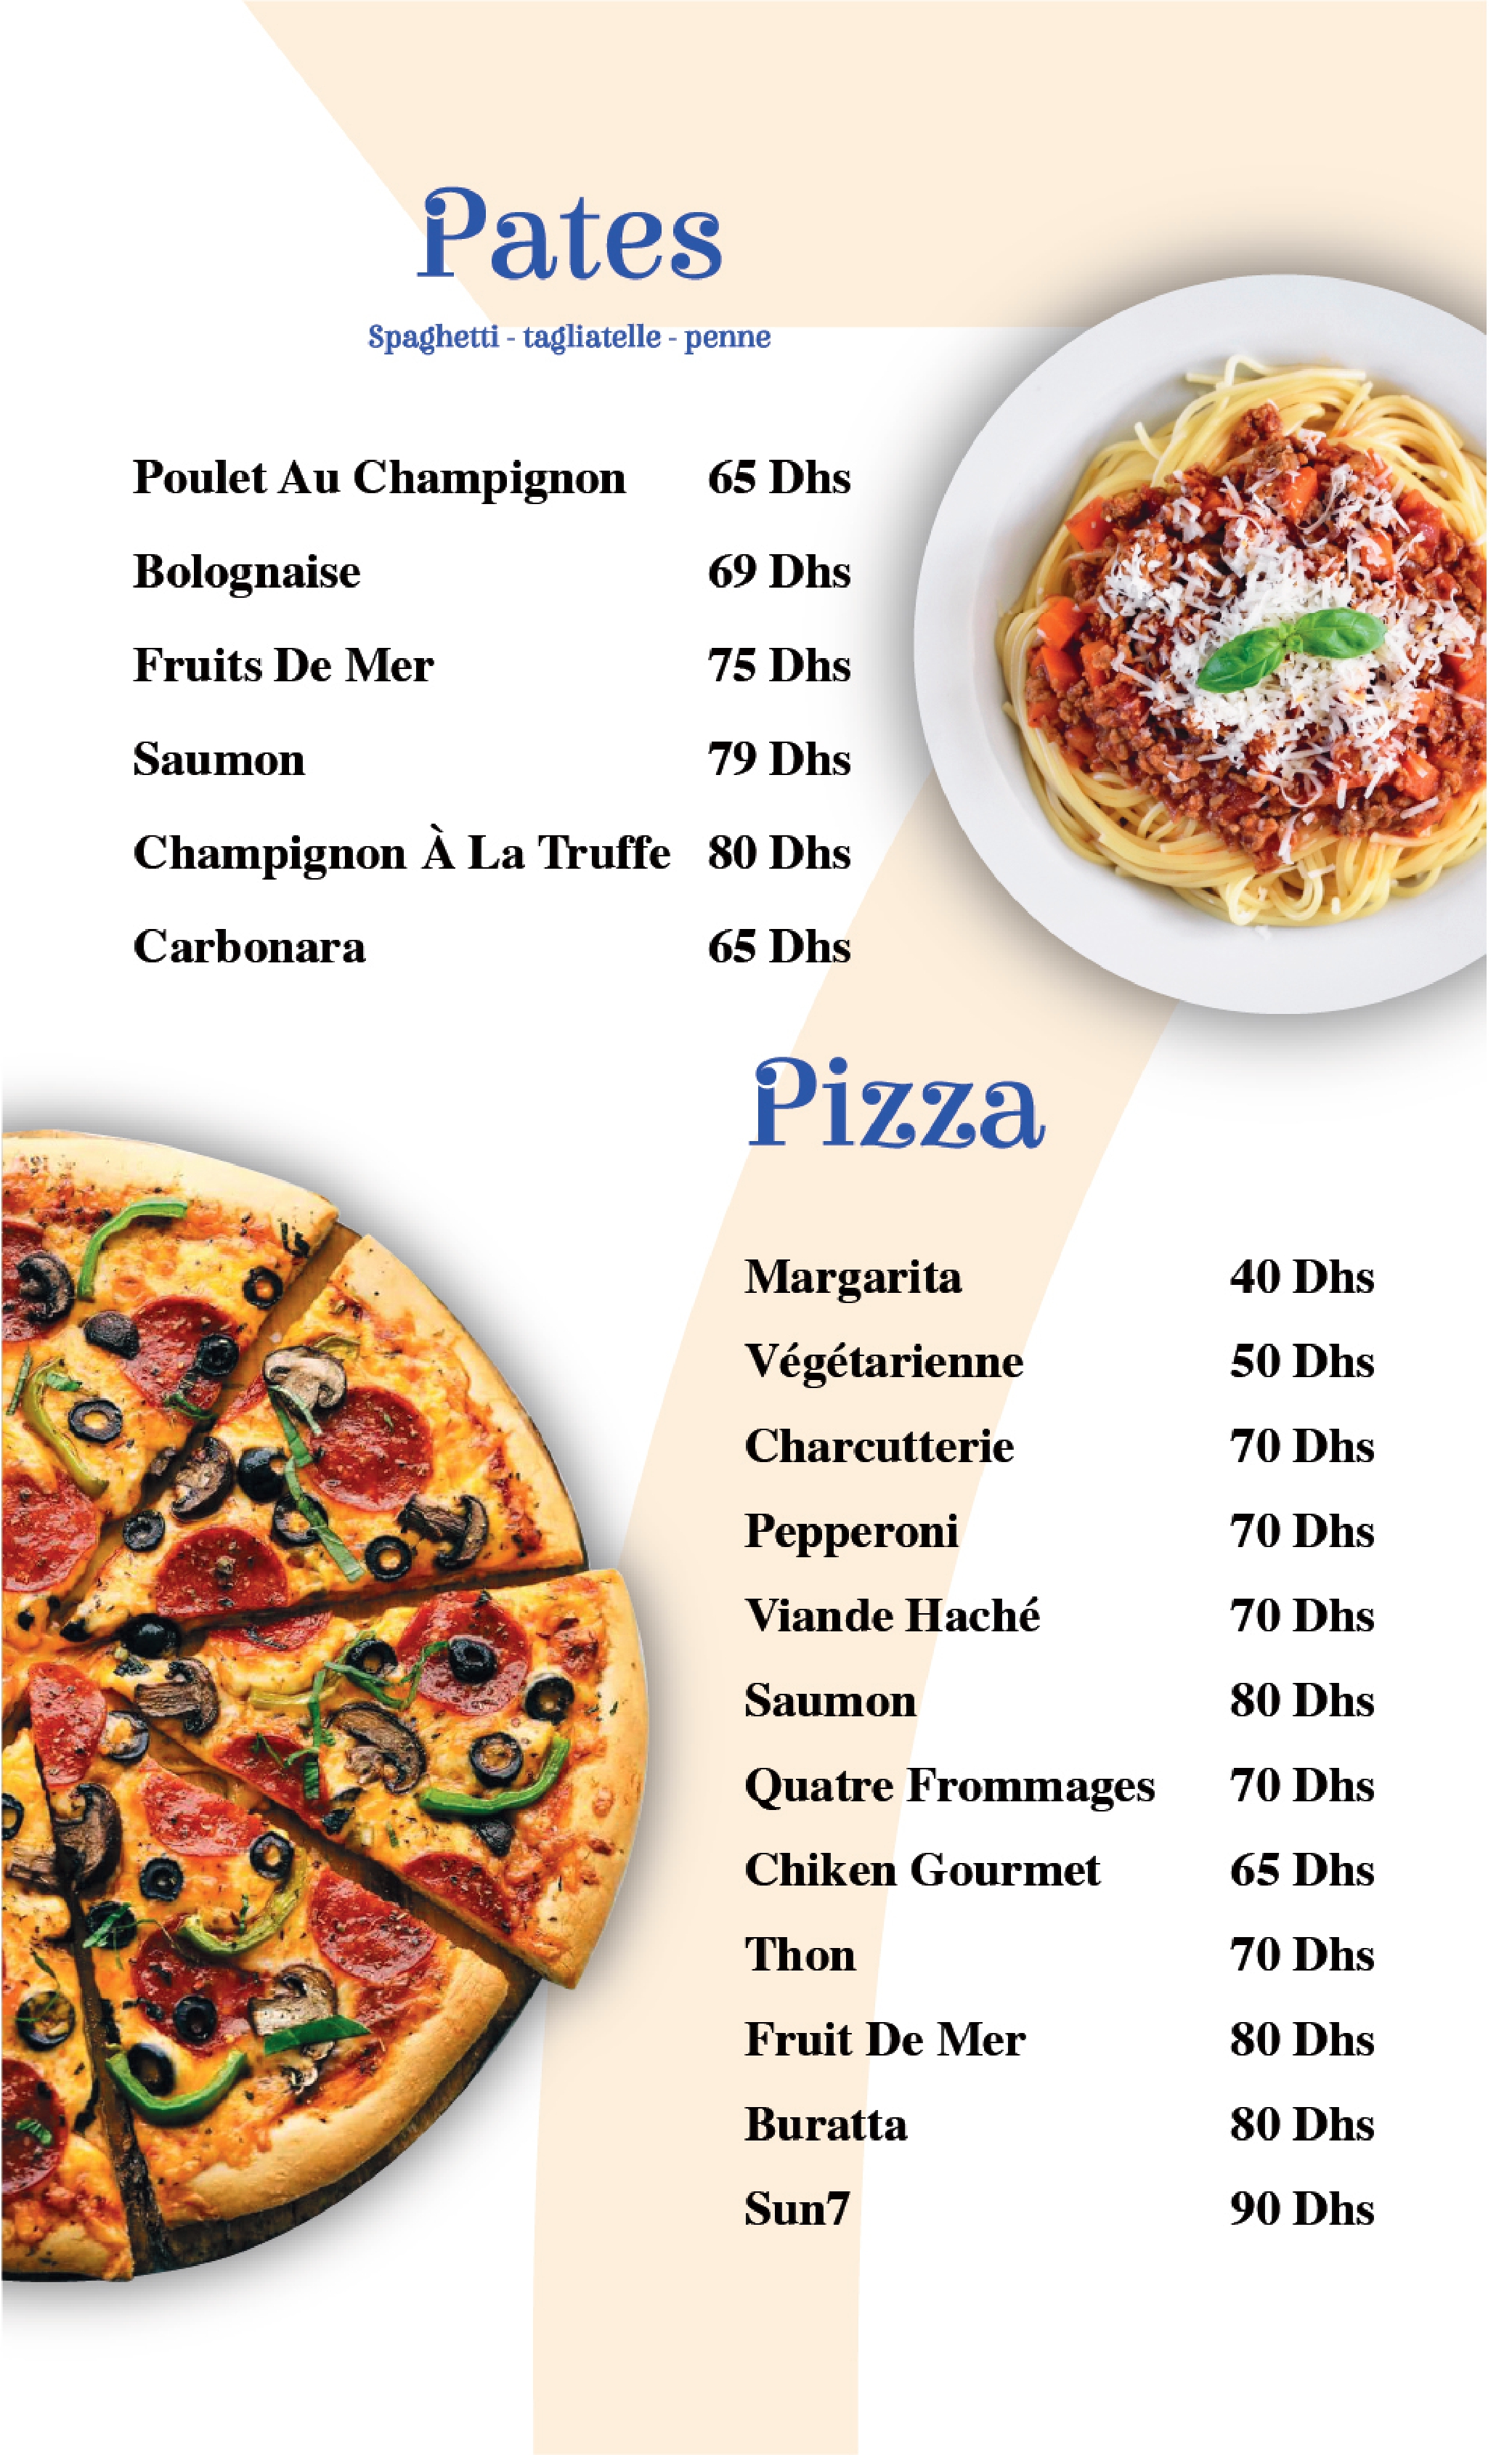 Pates
Spaghetti - tagliatelle - penne
Poulet Au Champignon 65 Dhs
Bolognaise 69 Dhs
Fruits De Mer 75 Dhs
Saumon 79 Dhs
Champignon À La Truffe 80 Dhs
Carbonara 65 Dhs
Pizza
Margarita 40 Dhs
Végétarienne 50 Dhs
Charcutterie 70 Dhs
Pepperoni 70 Dhs
Viande Haché 70 Dhs
Saumon 80 Dhs
Quatre Frommages 70 Dhs
Chiken Gourmet 65 Dhs
Thon 70 Dhs
Fruit De Mer 80 Dhs
Buratta 80 Dhs
Sun7 90 Dhs